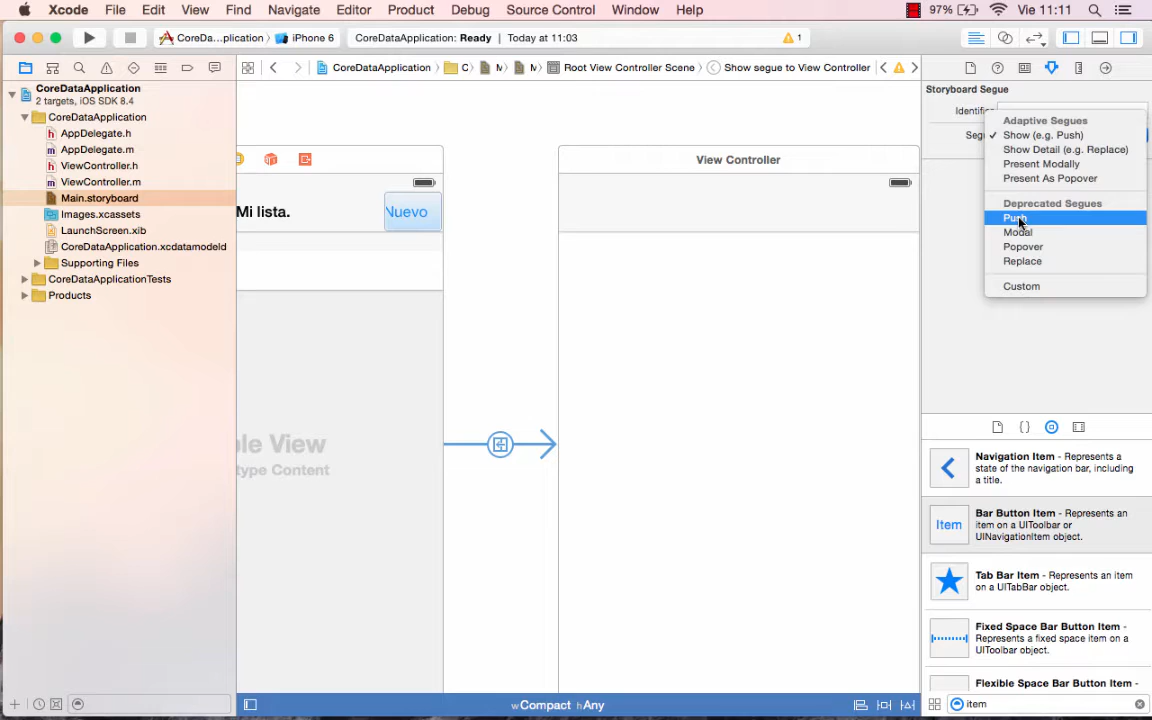 Xcode File Edit View Find Navigate Editor Product Debug Source Control Window Help 97% Vie 11:11
CoreDa...pplication iPhone 6 CoreDataApplication: Ready Today at 11:03 1
CoreDataApplication C M M Root View Controller Scene Show segue to View Controller
CoreDataApplication
2 targets, iOS SDK 8.4
CoreDataApplication
h AppDelegate.h
m AppDelegate.m
h ViewController.h
m ViewController.m
Main.storyboard
Images.xcassets
LaunchScreen.xib
CoreDataApplication.xcdatamodeld
Supporting Files
CoreDataApplicationTests
Products
Mi lista.
Nuevo
View Controller
Storyboard Segue
Adaptive Segues
✓ Show (e.g. Push)
Show Detail (e.g. Replace)
Present Modally
Present As Popover
Deprecated Segues
Push
Modal
Popover
Replace
Custom
Navigation Item - Represents a
state of the navigation bar, including
a title.
Item
Bar Button Item - Represents an
item on a UIToolbar or
UINavigationItem object.
Tab Bar Item - Represents an item
on a UITabBar object.
Fixed Space Bar Button Item -
Represents a fixed space item on a
UIToolbar object.
Flexible Space Bar Button Item -
wCompact hAny
item